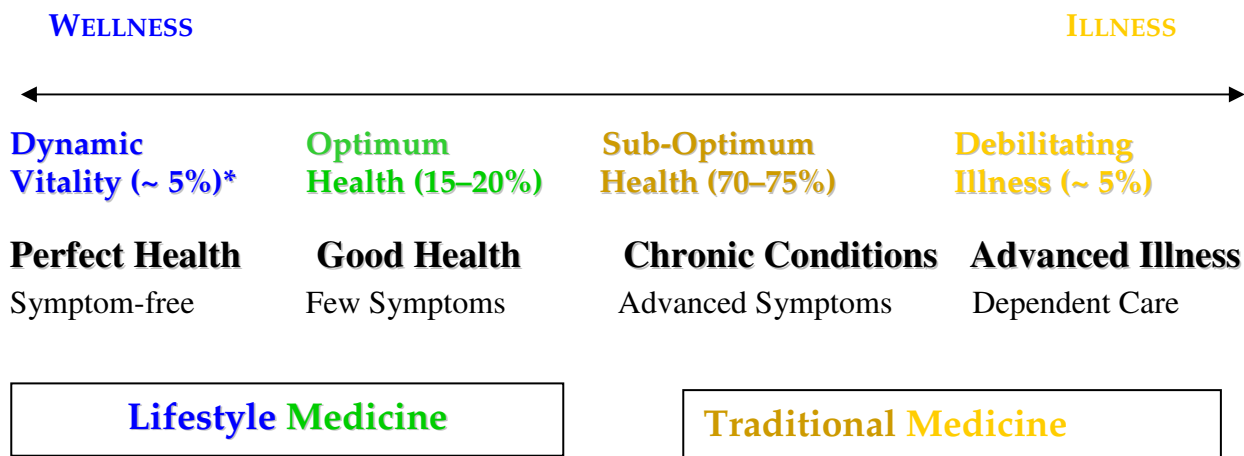 WELLNESS ILLNESS
Dynamic Optimum Sub-Optimum Debilitating
Vitality (~ 5%)* Health (15–20%) Health (70–75%) Illness (~ 5%)
Perfect Health Good Health Chronic Conditions Advanced Illness
Symptom-free Few Symptoms Advanced Symptoms Dependent Care
Lifestyle Medicine Traditional Medicine